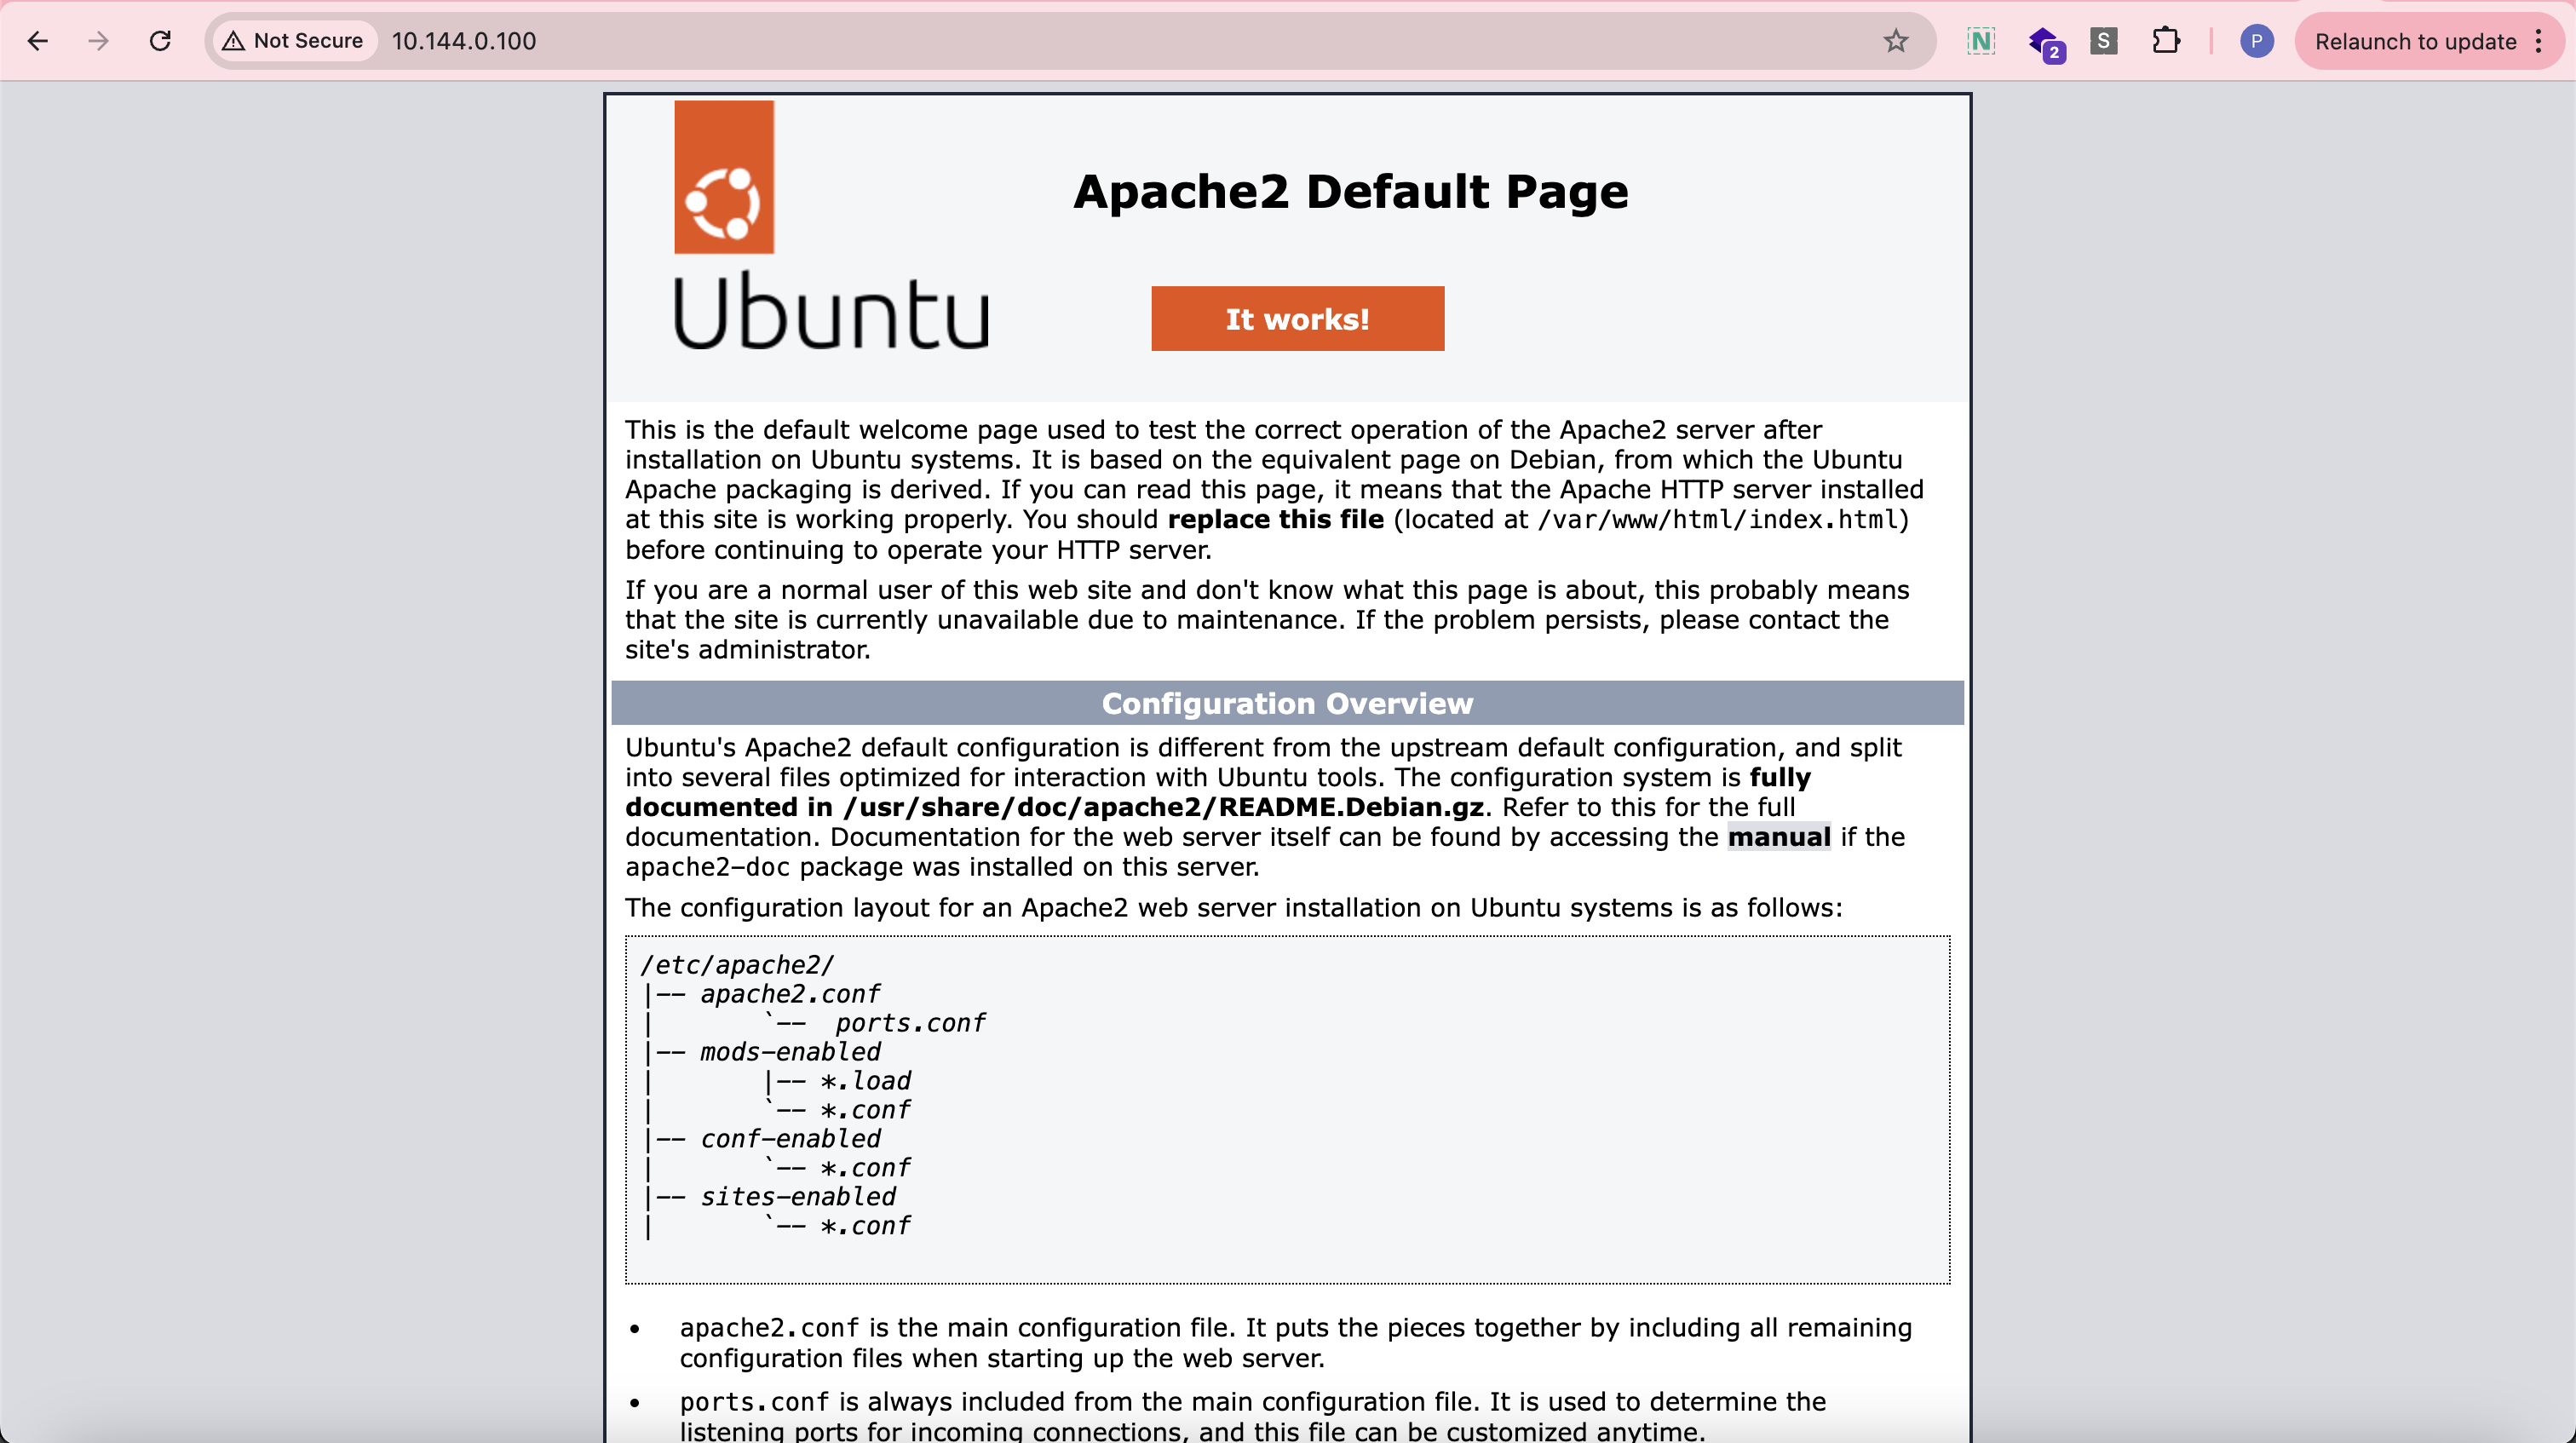 Not Secure 10.144.0.100
N 2 S P Relaunch to update
Ubuntu
Apache2 Default Page
It works!
This is the default welcome page used to test the correct operation of the Apache2 server after
installation on Ubuntu systems. It is based on the equivalent page on Debian, from which the Ubuntu
Apache packaging is derived. If you can read this page, it means that the Apache HTTP server installed
at this site is working properly. You should replace this file (located at /var/www/html/index.html)
before continuing to operate your HTTP server.
If you are a normal user of this web site and don't know what this page is about, this probably means
that the site is currently unavailable due to maintenance. If the problem persists, please contact the
site's administrator.
Configuration Overview
Ubuntu's Apache2 default configuration is different from the upstream default configuration, and split
into several files optimized for interaction with Ubuntu tools. The configuration system is fully
documented in /usr/share/doc/apache2/README.Debian.gz. Refer to this for the full
documentation. Documentation for the web server itself can be found by accessing the manual if the
apache2-doc package was installed on this server.
The configuration layout for an Apache2 web server installation on Ubuntu systems is as follows:
/etc/apache2/
|-- apache2.conf
|       `--  ports.conf
|-- mods-enabled
|       |-- *.load
|       `-- *.conf
|-- conf-enabled
|       `-- *.conf
|-- sites-enabled
|       `-- *.conf
• apache2.conf is the main configuration file. It puts the pieces together by including all remaining
configuration files when starting up the web server.
• ports.conf is always included from the main configuration file. It is used to determine the
listening ports for incoming connections, and this file can be customized anytime.